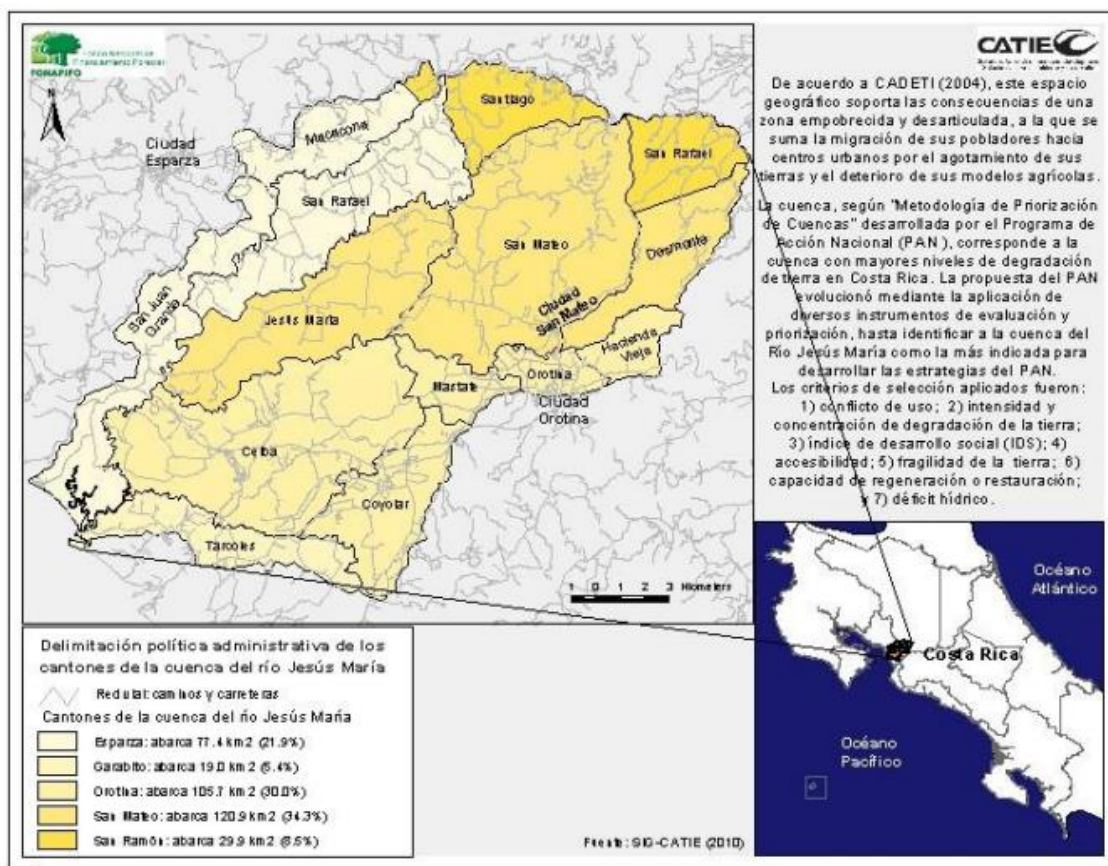 FONAFIFO
Fondo Nacional de
Financiamiento Forestal
N
CATIE
De acuerdo a CADETI (2004), este espacio
geográfico soporta las consecuencias de una
zona empobrecida y desarticulada, a la que se
suma la migración de sus pobladores hacia
centros urbanos por el agotamiento de sus
tierras y el deterioro de sus modelos agrícolas.
La cuenca, según "Metodología de Priorización
de Cuencas" desarrollada por el Programa de
Acción Nacional (PAN), corresponde a la
cuenca con mayores niveles de degradación
de tierra en Costa Rica. La propuesta del PAN
evolucionó mediante la aplicación de
diversos instrumentos de evaluación y
priorización, hasta identificar a la cuenca del
Río Jesús María como la más indicada para
desarrollar las estrategias del PAN.
Los criterios de selección aplicados fueron:
1) conflicto de uso; 2) intensidad y
concentración de degradación de la tierra;
3) índice de desarrollo social (IDS); 4)
accesibilidad; 5) fragilidad de la tierra; 6)
capacidad de regeneración o restauración;
y 7) déficit hídrico.
Santiago
Macacona
Ciudad
Esparza
San Rafael
San Rafael
San Mateo
Desmonte
San Juan
Grande
Jesús María
Ciudad
San Mateo
Hacienda
Vieja
Mastate
Orotina
Ciudad
Orotina
Ceiba
Coyolar
Tárcoles
1 0 1 2 3 Kilometers
Delimitación política administrativa de los
cantones de la cuenca del río Jesús María
Red vial: caminos y carreteras
Cantones de la cuenca del río Jesús María
Esparza: abarca 77.4 km2 (21.9%)
Garabito: abarca 19.0 km2 (5.4%)
Orotina: abarca 105.7 km2 (30.0%)
San Mateo: abarca 120.9 km2 (34.3%)
San Ramón: abarca 29.9 km2 (8.5%)
Fuente: SIG-CATIE (2010)
Océano
Atlántico
Costa Rica
Océano
Pacífico